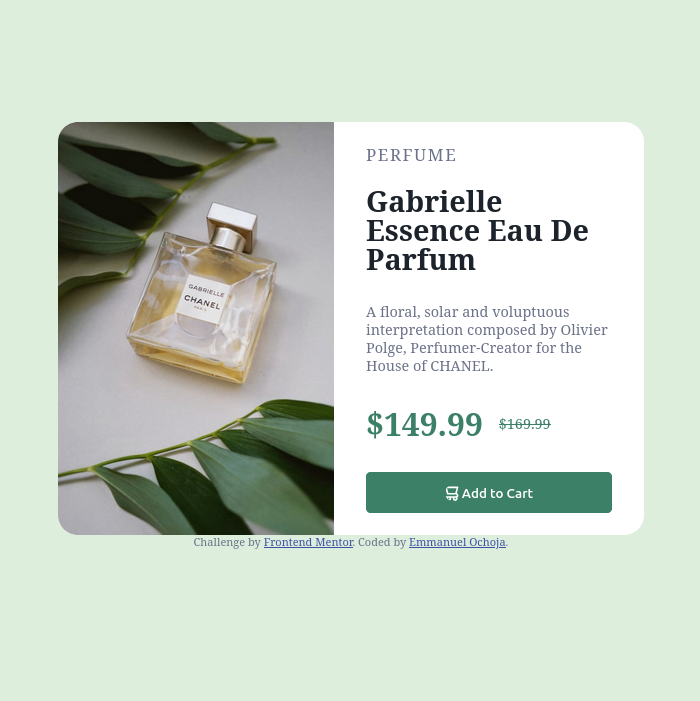 GABRIELLE
CHANEL
PARIS
PERFUME
Gabrielle
Essence Eau De
Parfum
A floral, solar and voluptuous
interpretation composed by Olivier
Polge, Perfumer-Creator for the
House of CHANEL.
$149.99 $169.99
Add to Cart
Challenge by Frontend Mentor. Coded by Emmanuel Ochoja.